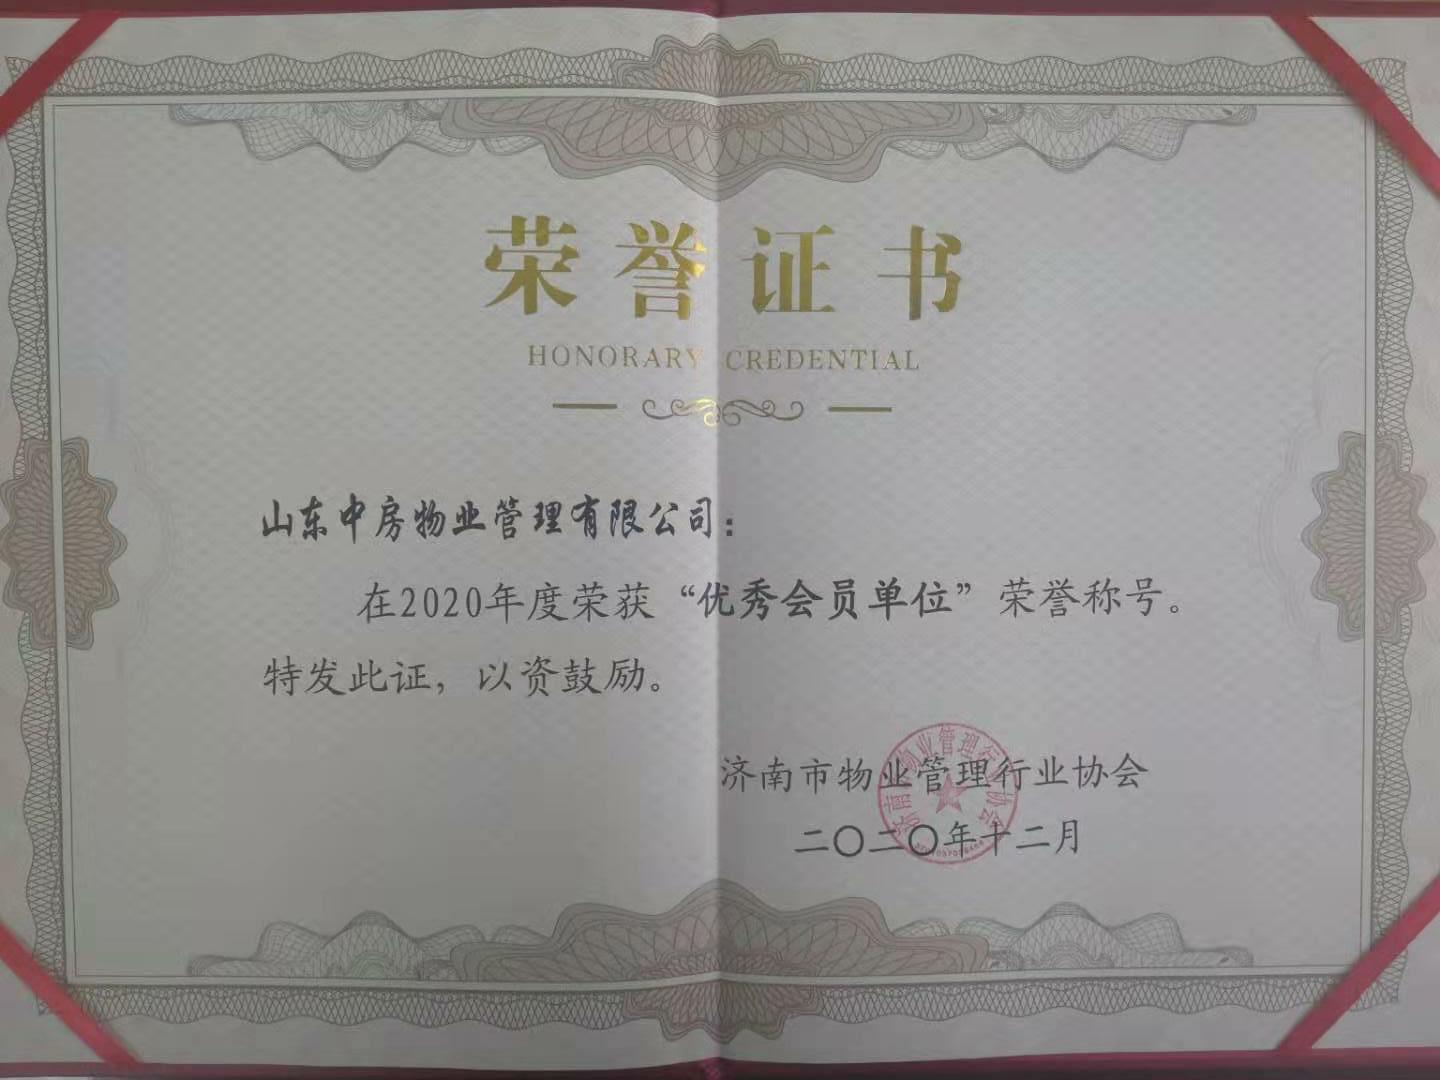 荣誉证书
HONORARY CREDENTIAL
山东中房物业管理有限公司：
在2020年度荣获“优秀会员单位”荣誉称号。
特发此证，以资鼓励。
济南市物业管理行业协会
二〇二〇年十二月